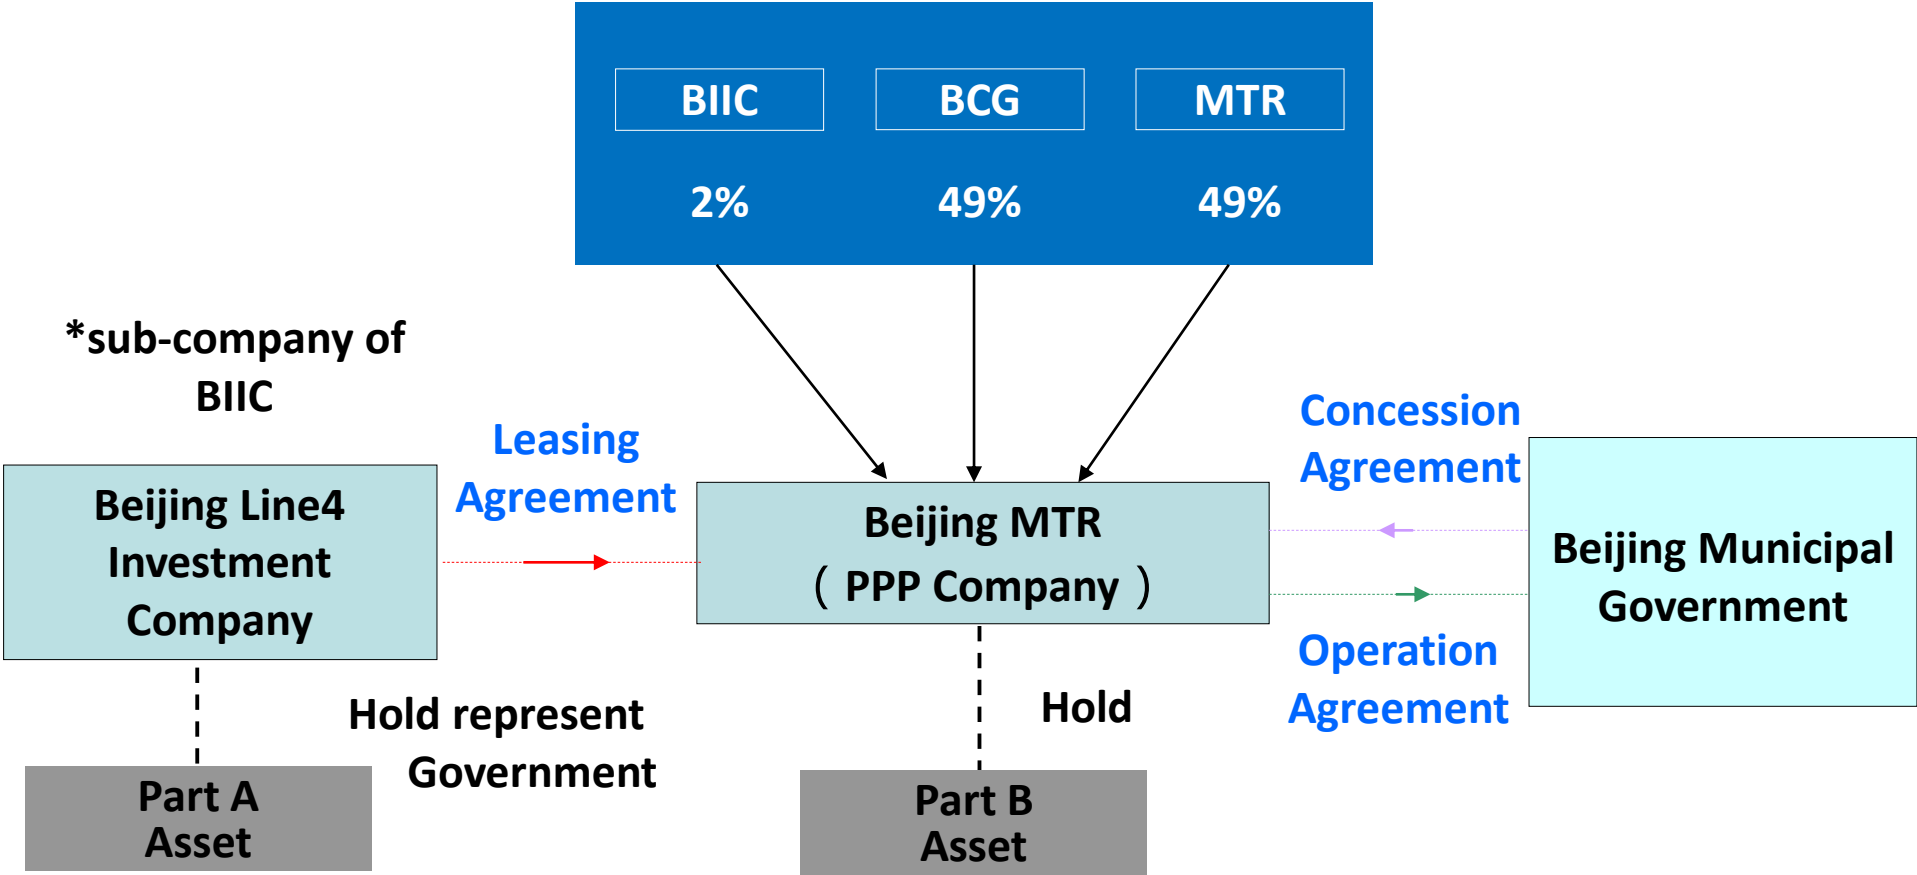 BIIC
BCG
MTR
2%
49%
49%
*sub-company of
BIIC
Leasing
Agreement
Concession
Agreement
Beijing Line4
Investment
Company
Beijing MTR
（ PPP Company ）
Beijing Municipal
Government
Operation
Agreement
Hold represent
Government
Hold
Part A
Asset
Part B
Asset